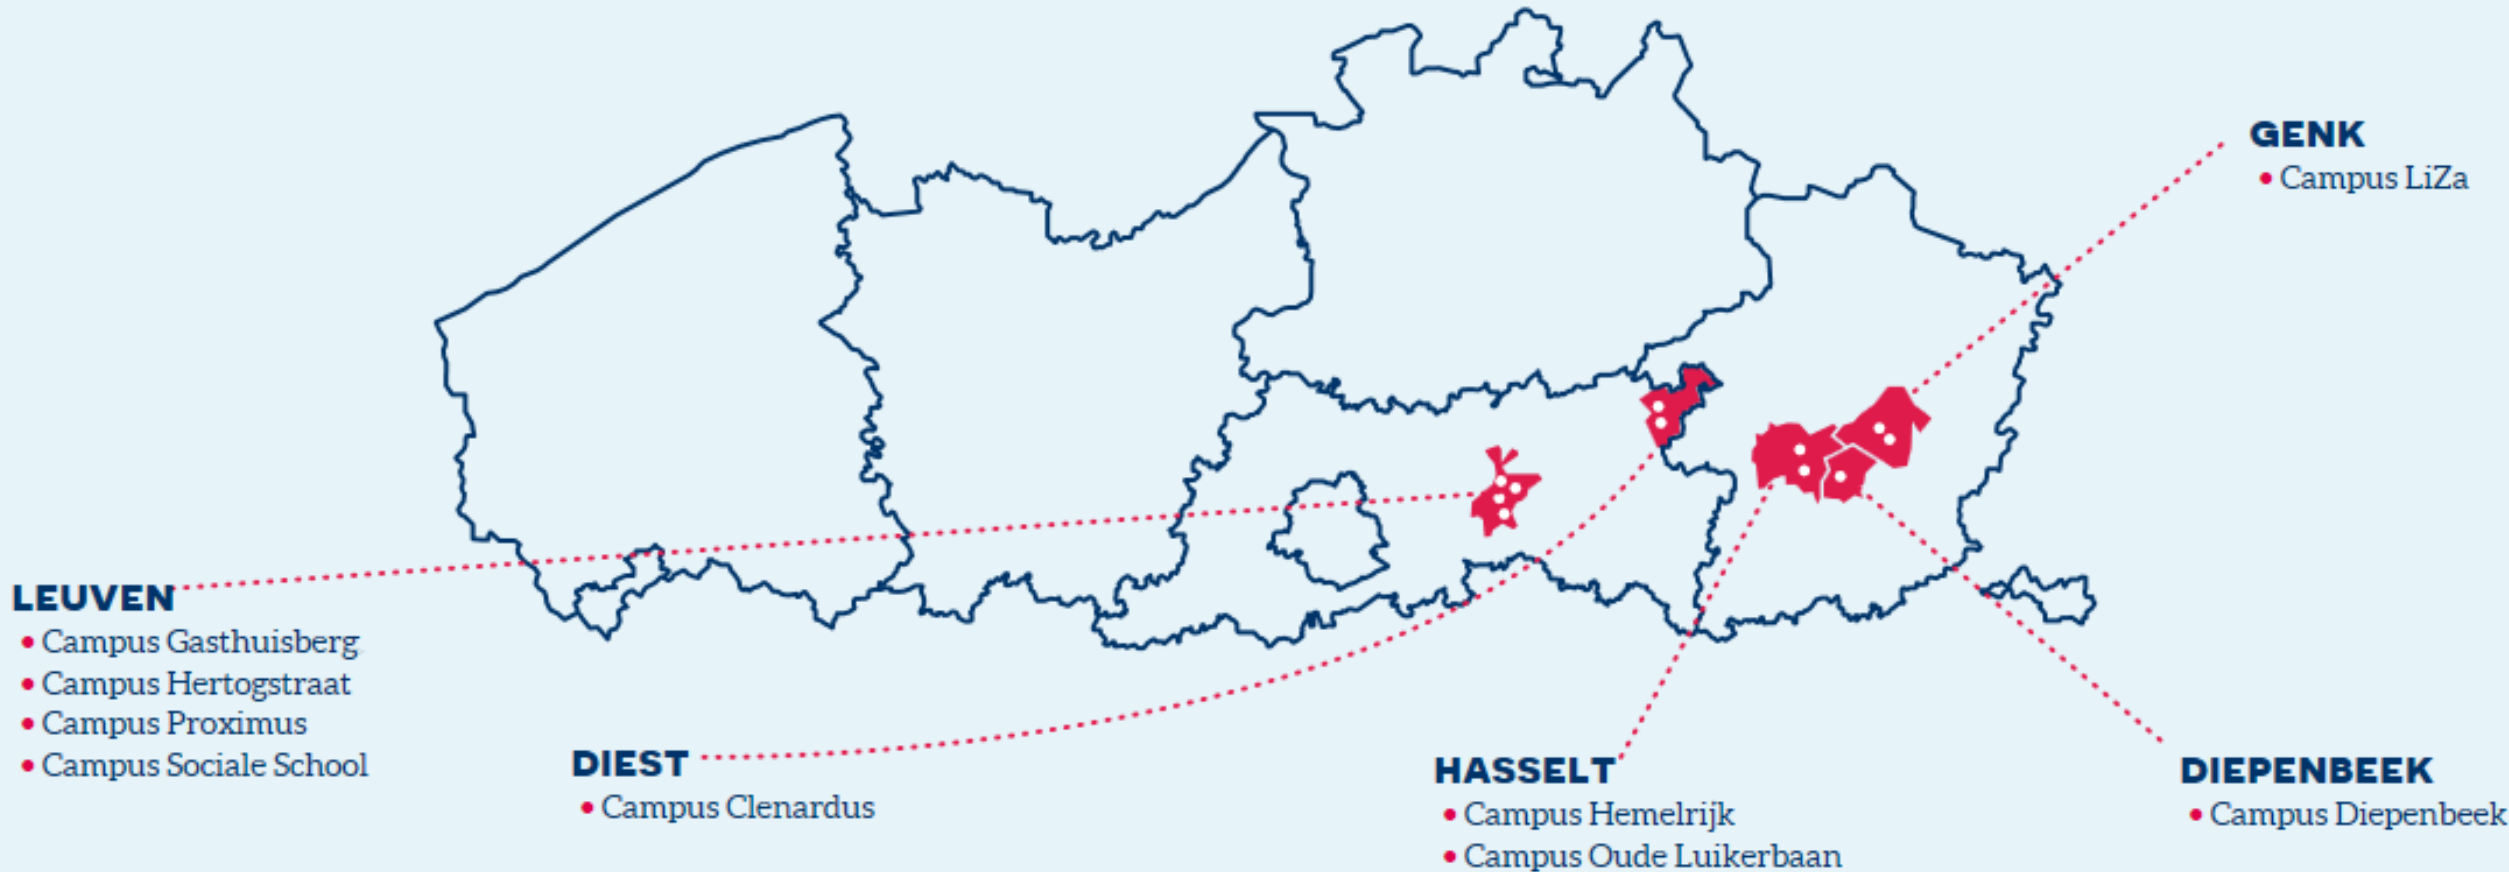 GENK
• Campus LiZa
LEUVEN
• Campus Gasthuisberg
• Campus Hertogstraat
• Campus Proximus
• Campus Sociale School
DIEST
• Campus Clenardus
HASSELT
• Campus Hemelrijk
• Campus Oude Luikerbaan
DIEPENBEEK
• Campus Diepenbeek